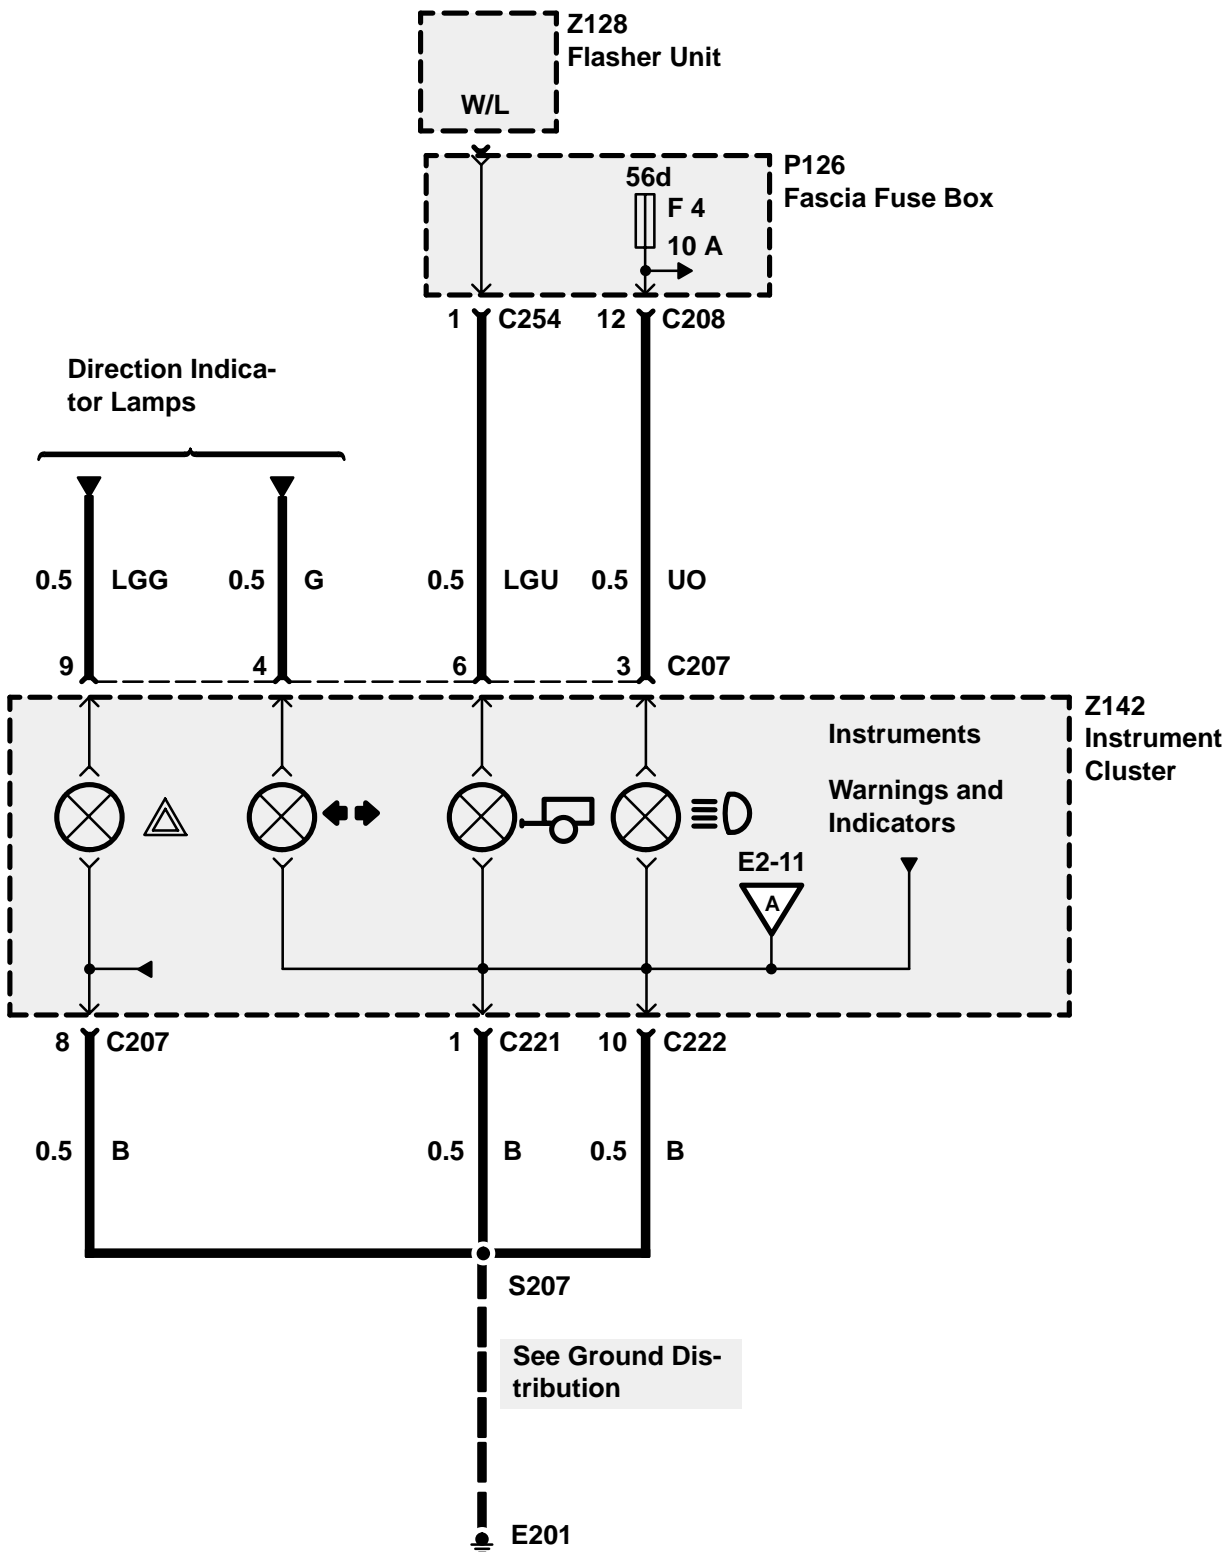 Z128
Flasher Unit
W/L
P126
Fascia Fuse Box
56d
F 4
10 A
1 C254 12 C208
Direction Indica-
tor Lamps
0.5 LGG 0.5 G 0.5 LGU 0.5 UO
9 4 6 3 C207
Z142
Instrument
Cluster
Instruments
Warnings and
Indicators
E2-11
A
8 C207 1 C221 10 C222
0.5 B 0.5 B 0.5 B
S207
See Ground Dis-
tribution
E201